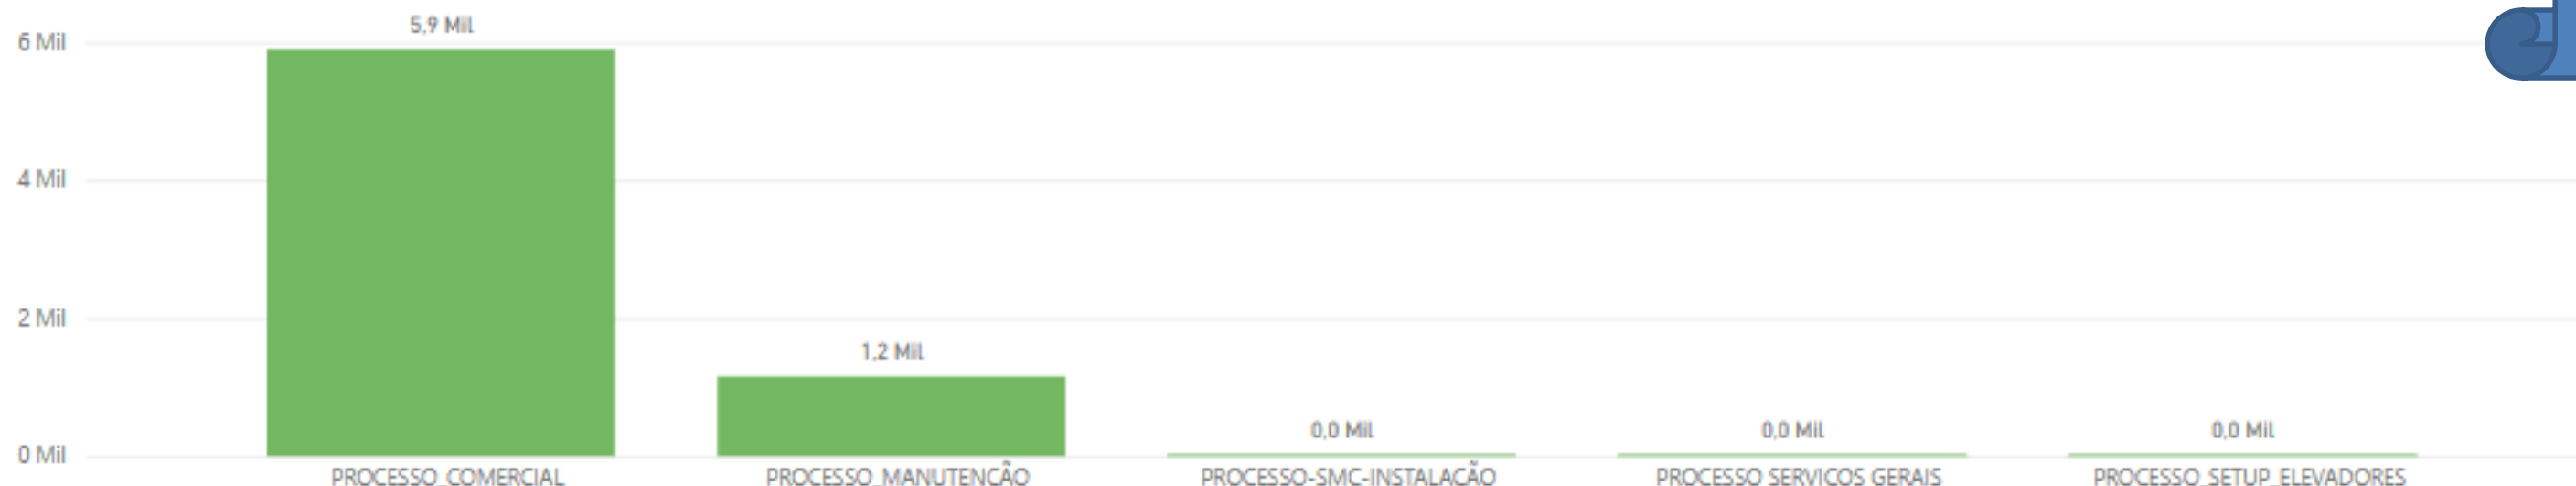 5,9 Mil
6 Mil
4 Mil
2 Mil
1,2 Mil
0,0 Mil 0,0 Mil 0,0 Mil
0 Mil
PROCESSO_COMERCIAL PROCESSO_MANUTENCÃO PROCESSO-SMC-INSTALACÃO PROCESSO SERVICOS GERAIS PROCESSO_SETUP_ELEVADORES